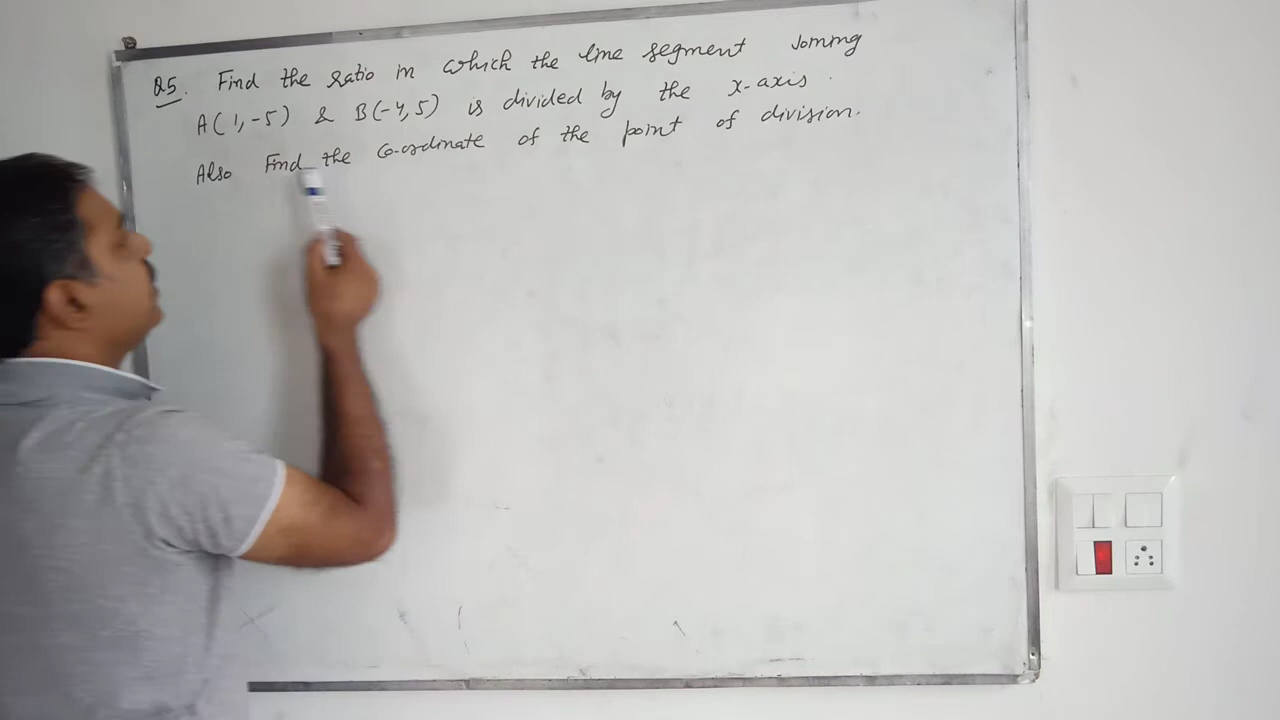 Q5. Find the ratio in which the line segment Joining
A(1,-5) & B(-4,5) is divided by the x-axis.
Also Find the co-ordinate of the point of division.